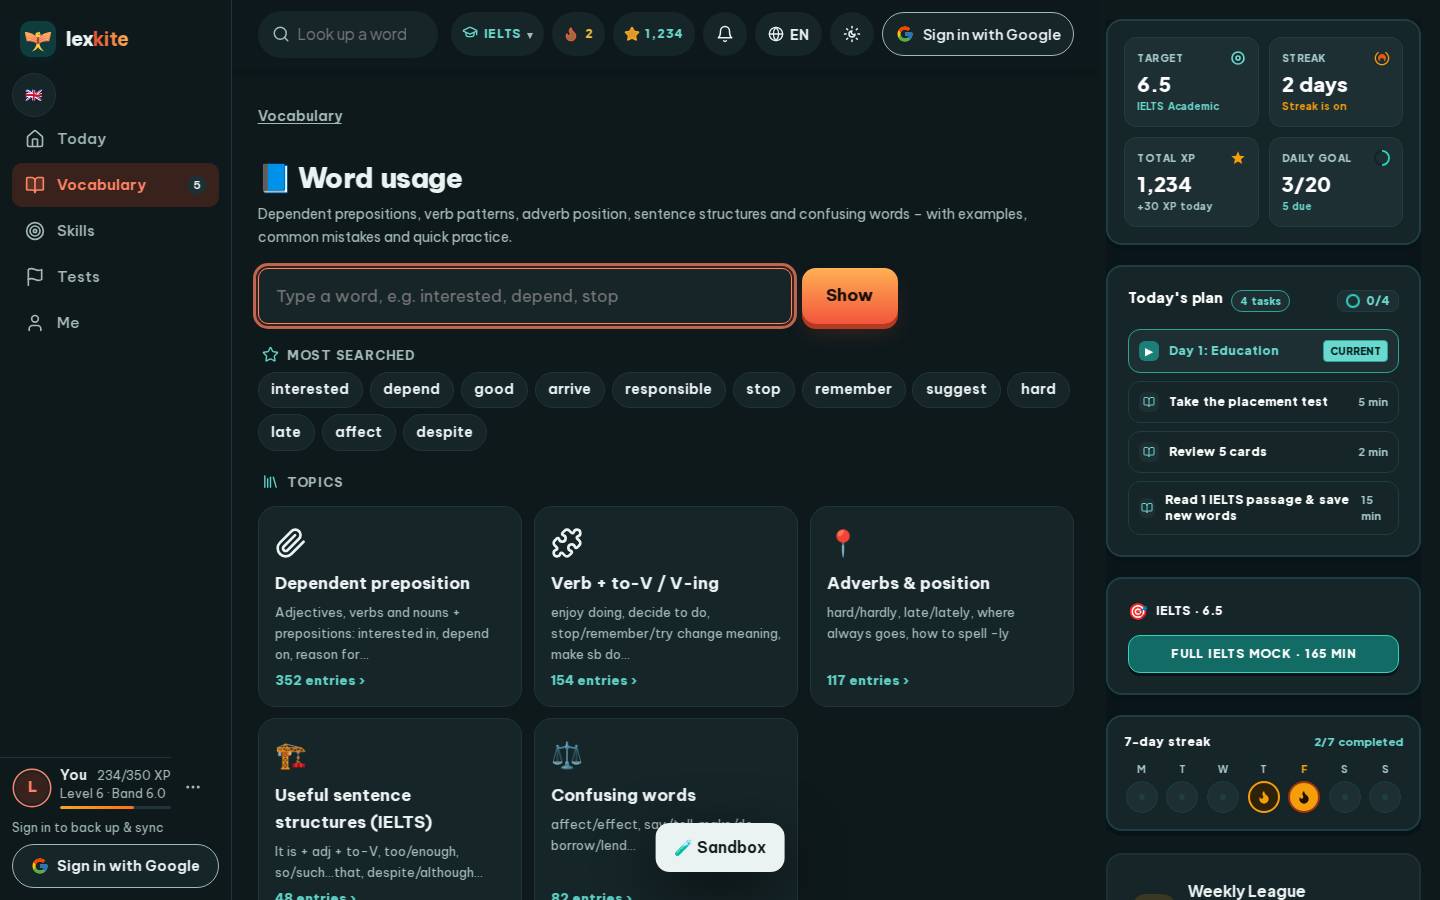 lexkite
Today
Vocabulary 5
Skills
Tests
Me
You 234/350 XP
Level 6 · Band 6.0
L
Sign in to back up & sync
Sign in with Google
Look up a word
IELTS
2
1,234
EN
Sign in with Google
Vocabulary
Word usage
Dependent prepositions, verb patterns, adverb position, sentence structures and confusing words – with examples,
common mistakes and quick practice.
Type a word, e.g. interested, depend, stop
Show
MOST SEARCHED
interested depend good arrive responsible stop remember suggest hard
late affect despite
TOPICS
Dependent preposition
Adjectives, verbs and nouns +
prepositions: interested in, depend
on, reason for...
352 entries ›
Verb + to-V / V-ing
enjoy doing, decide to do,
stop/remember/try change meaning,
make sb do...
154 entries ›
Adverbs & position
hard/hardly, late/lately, where
always goes, how to spell -ly
117 entries ›
Useful sentence
structures (IELTS)
It is + adj + to-V, too/enough,
so/such...that, despite/although...
48 entries ›
Confusing words
affect/effect, say/tell, make/do,
borrow/lend...
82 entries ›
Sandbox
TARGET
6.5
IELTS Academic
STREAK
2 days
Streak is on
TOTAL XP
1,234
+30 XP today
DAILY GOAL
3/20
5 due
Today's plan 4 tasks 0/4
Day 1: Education CURRENT
Take the placement test 5 min
Review 5 cards 2 min
Read 1 IELTS passage & save 15
new words min
IELTS · 6.5
FULL IELTS MOCK · 165 MIN
7-day streak 2/7 completed
M T W T F S S
Weekly League